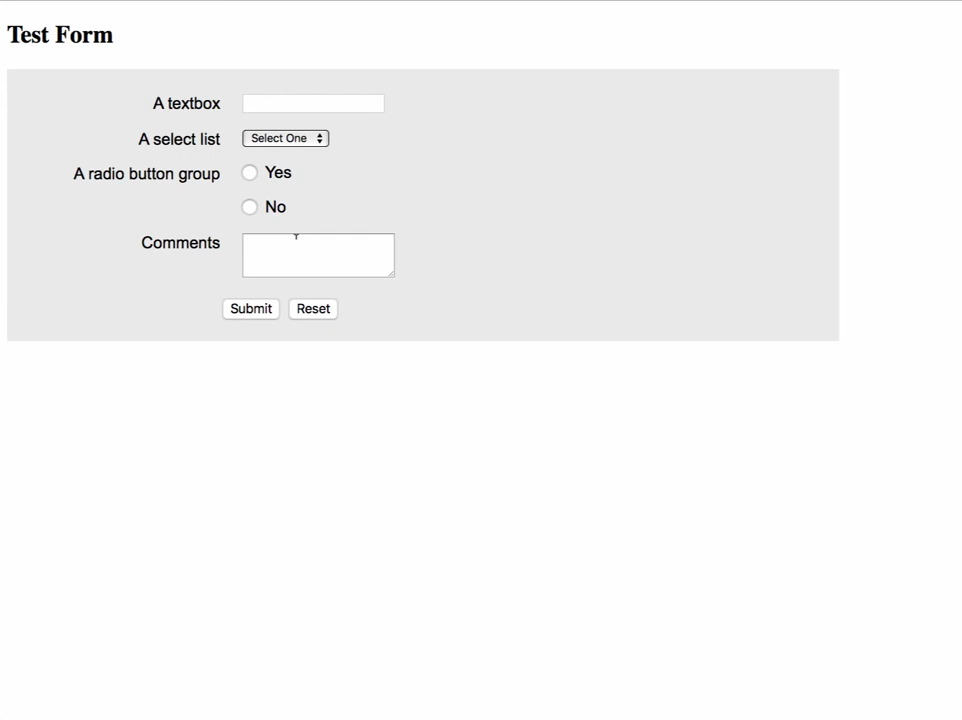 Test Form
A textbox
A select list Select One
A radio button group Yes
No
Comments
Submit Reset